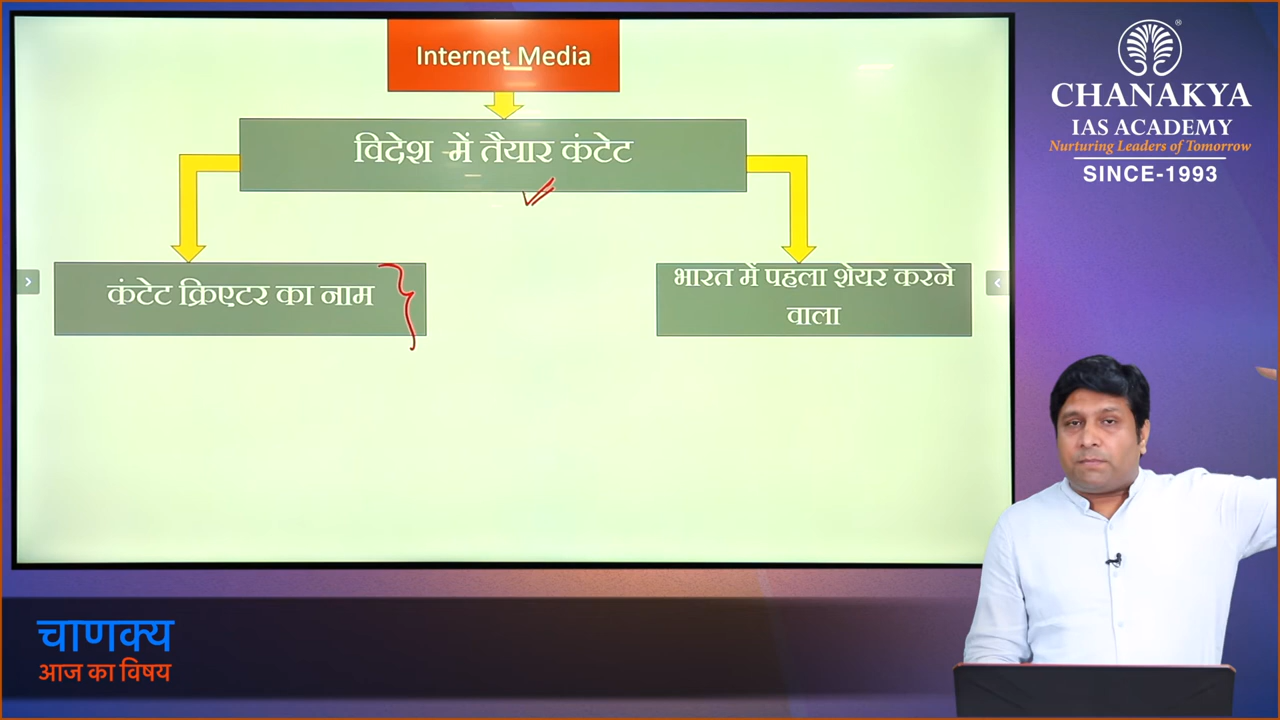 Internet Media
विदेश में तैयार कंटेट
कंटेट क्रिएटर का नाम
भारत में पहला शेयर करने
वाला
CHANAKYA
IAS ACADEMY
Nurturing Leaders of Tomorrow
SINCE-1993
चाणक्य
आज का विषय